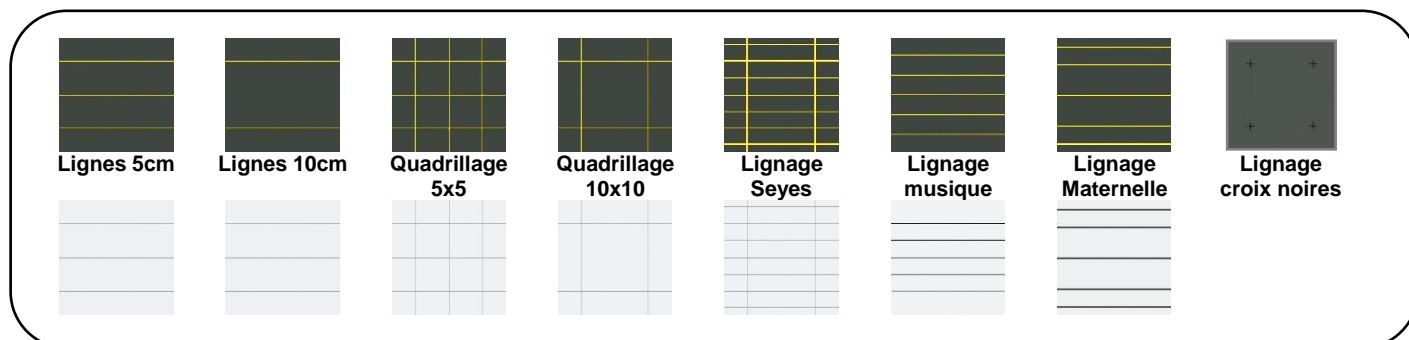 Lignes 5cm
Lignes 10cm
Quadrillage
5x5
Quadrillage
10x10
Lignage
Seyes
Lignage
musique
Lignage
Maternelle
Lignage
croix noires